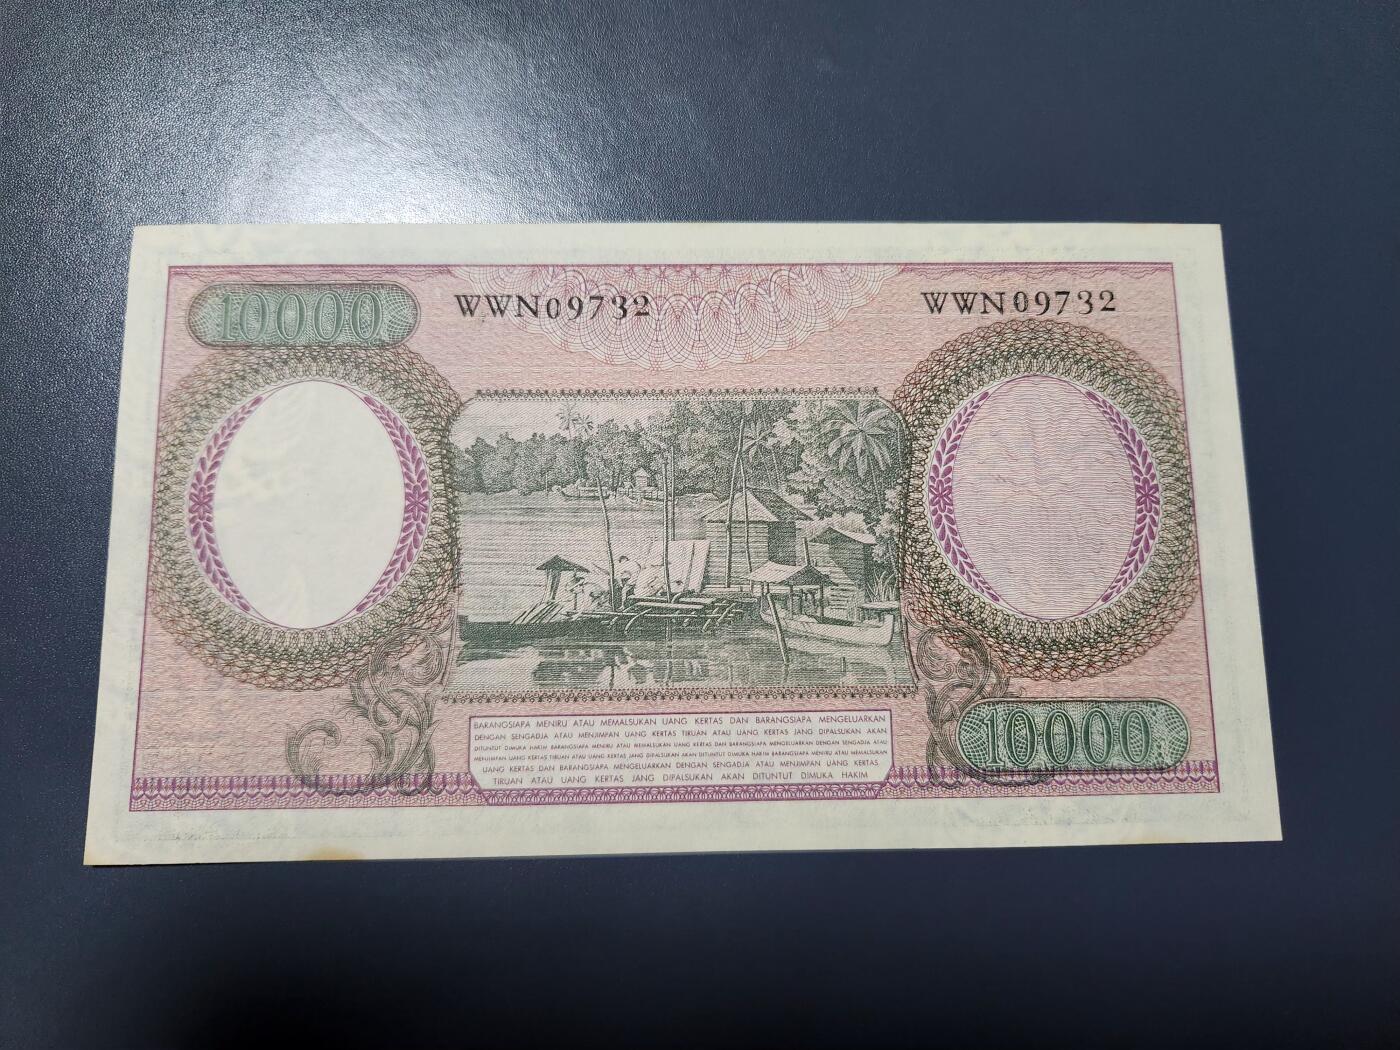 10000
WWN09732
WWN09732
BARANGSIAPA MENIRU ATAU MEMALSUKAN UANG KERTAS DAN BARANGSIAPA MENGELUARKAN
DENGAN SENGADJA ATAU MENJIMPAN UANG KERTAS TIRUAN ATAU UANG KERTAS JANG DIPALSUKAN AKAN
DITUNTUT DIMUKA HAKIM BARANGSIAPA MENIRU ATAU MEMALSUKAN UANG KERTAS DAN BARANGSIAPA MENGELUARKAN DENGAN SENGADJA ATAU
MENJIMPAN UANG KERTAS TIRUAN ATAU UANG KERTAS JANG DIPALSUKAN AKAN DITUNTUT DIMUKA HAKIM BARANGSIAPA MENIRU ATAU MEMALSUKAN
UANG KERTAS DAN BARANGSIAPA MENGELUARKAN DENGAN SENGADJA ATAU MENJIMPAN UANG KERTAS
TIRUAN ATAU UANG KERTAS JANG DIPALSUKAN AKAN DITUNTUT DIMUKA HAKIM
10000